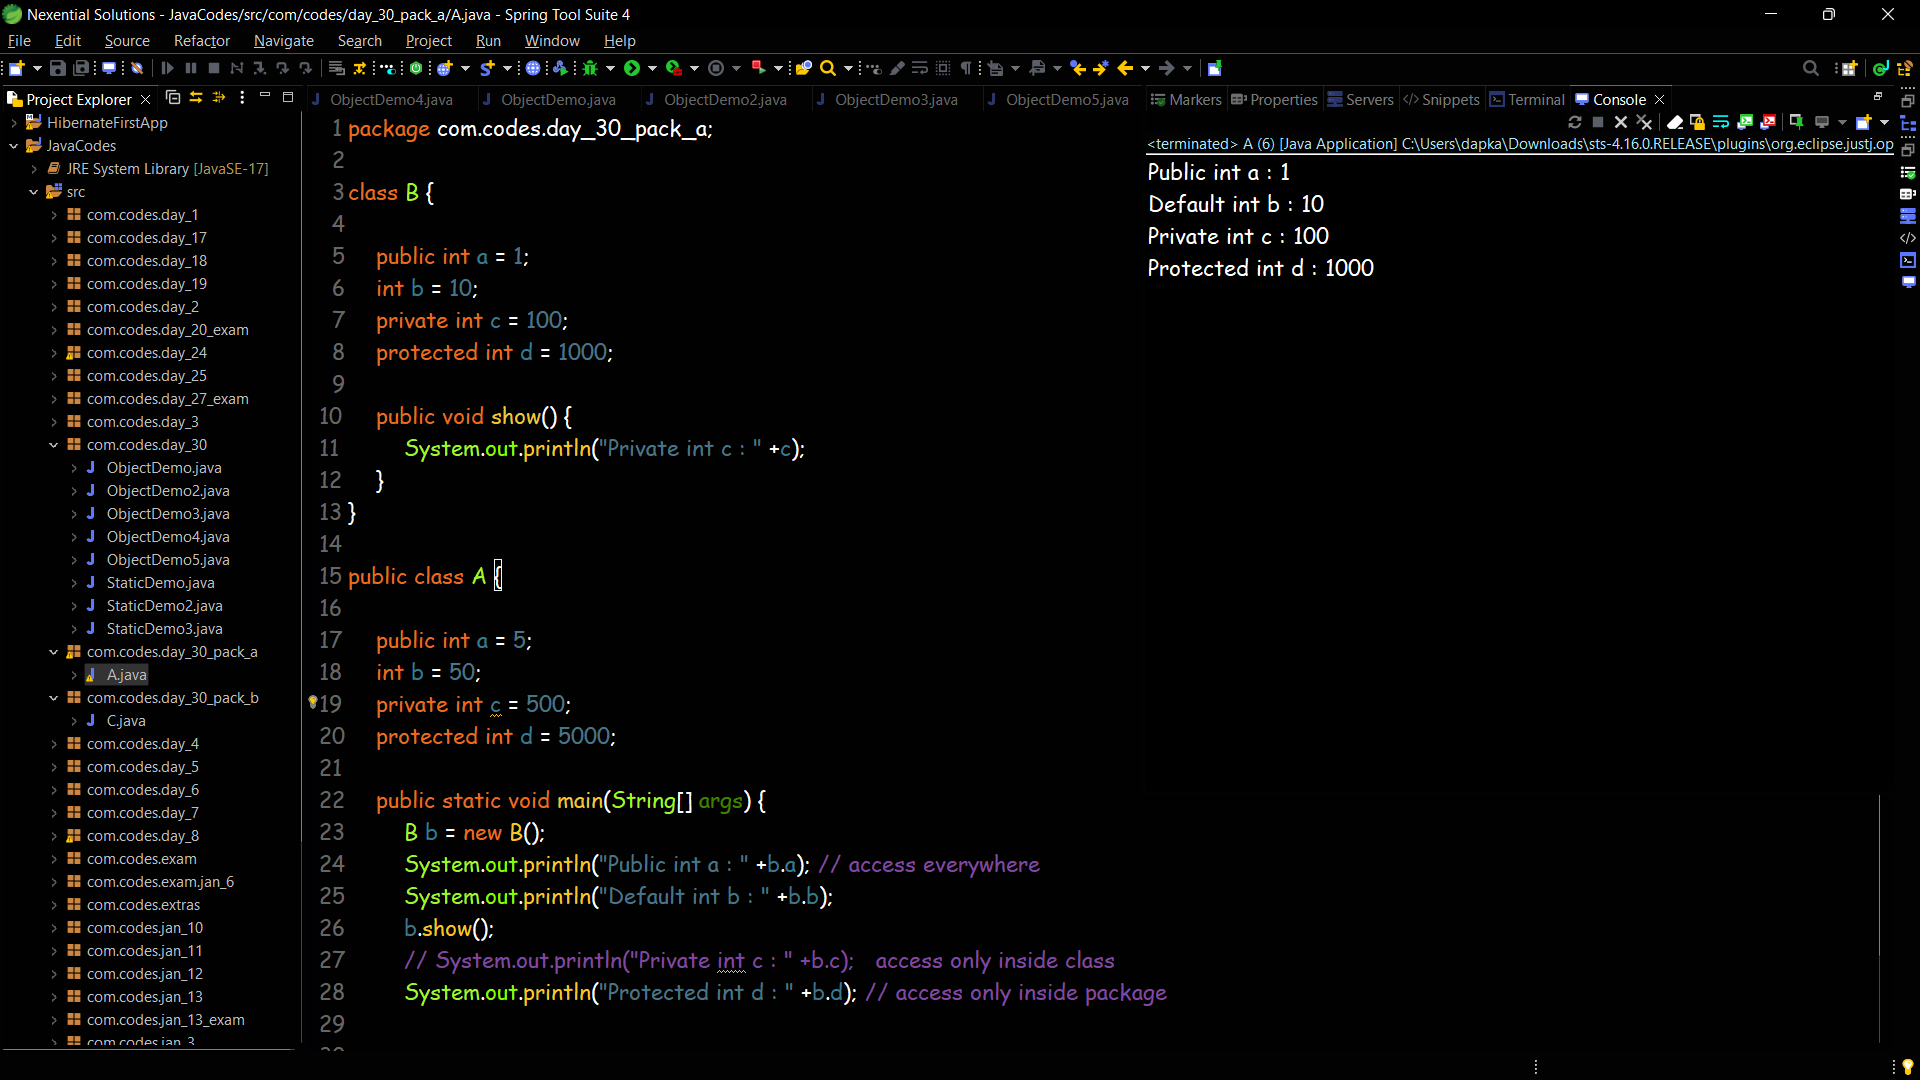 Nexential Solutions - JavaCodes/src/com/codes/day_30_pack_a/A.java - Spring Tool Suite 4
File Edit Source Refactor Navigate Search Project Run Window Help
Project Explorer
HibernateFirstApp
JavaCodes
JRE System Library [JavaSE-17]
src
com.codes.day_1
com.codes.day_17
com.codes.day_18
com.codes.day_19
com.codes.day_2
com.codes.day_20_exam
com.codes.day_24
com.codes.day_25
com.codes.day_27_exam
com.codes.day_3
com.codes.day_30
ObjectDemo.java
ObjectDemo2.java
ObjectDemo3.java
ObjectDemo4.java
ObjectDemo5.java
StaticDemo.java
StaticDemo2.java
StaticDemo3.java
com.codes.day_30_pack_a
A.java
com.codes.day_30_pack_b
C.java
com.codes.day_4
com.codes.day_5
com.codes.day_6
com.codes.day_7
com.codes.day_8
com.codes.exam
com.codes.exam.jan_6
com.codes.extras
com.codes.jan_10
com.codes.jan_11
com.codes.jan_12
com.codes.jan_13
com.codes.jan_13_exam
com.codes.jan_3
ObjectDemo4.java ObjectDemo.java ObjectDemo2.java ObjectDemo3.java ObjectDemo5.java
1 package com.codes.day_30_pack_a;
2
3 class B {
4
5 public int a = 1;
6 int b = 10;
7 private int c = 100;
8 protected int d = 1000;
9
10 public void show() {
11 System.out.println("Private int c : " +c);
12 }
13 }
14
15 public class A {
16
17 public int a = 5;
18 int b = 50;
19 private int c = 500;
20 protected int d = 5000;
21
22 public static void main(String[] args) {
23 B b = new B();
24 System.out.println("Public int a : " +b.a); // access everywhere
25 System.out.println("Default int b : " +b.b);
26 b.show();
27 // System.out.println("Private int c : " +b.c); access only inside class
28 System.out.println("Protected int d : " +b.d); // access only inside package
29
Markers Properties Servers Snippets Terminal Console
<terminated> A (6) [Java Application] C:\Users\dapka\Downloads\sts-4.16.0.RELEASE\plugins\org.eclipse.justj.op
Public int a : 1
Default int b : 10
Private int c : 100
Protected int d : 1000